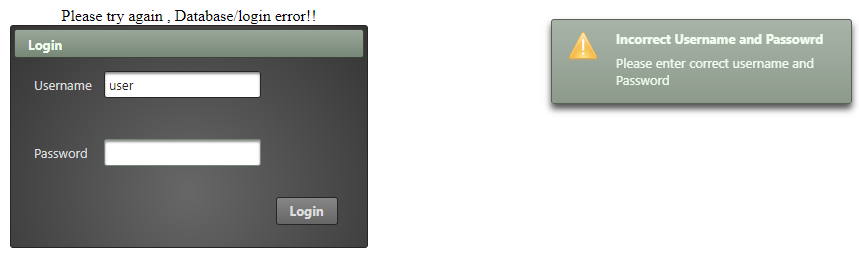 Please try again , Database/login error!!
Login
Username user
Password
Login
Incorrect Username and Passowrd
Please enter correct username and
Password